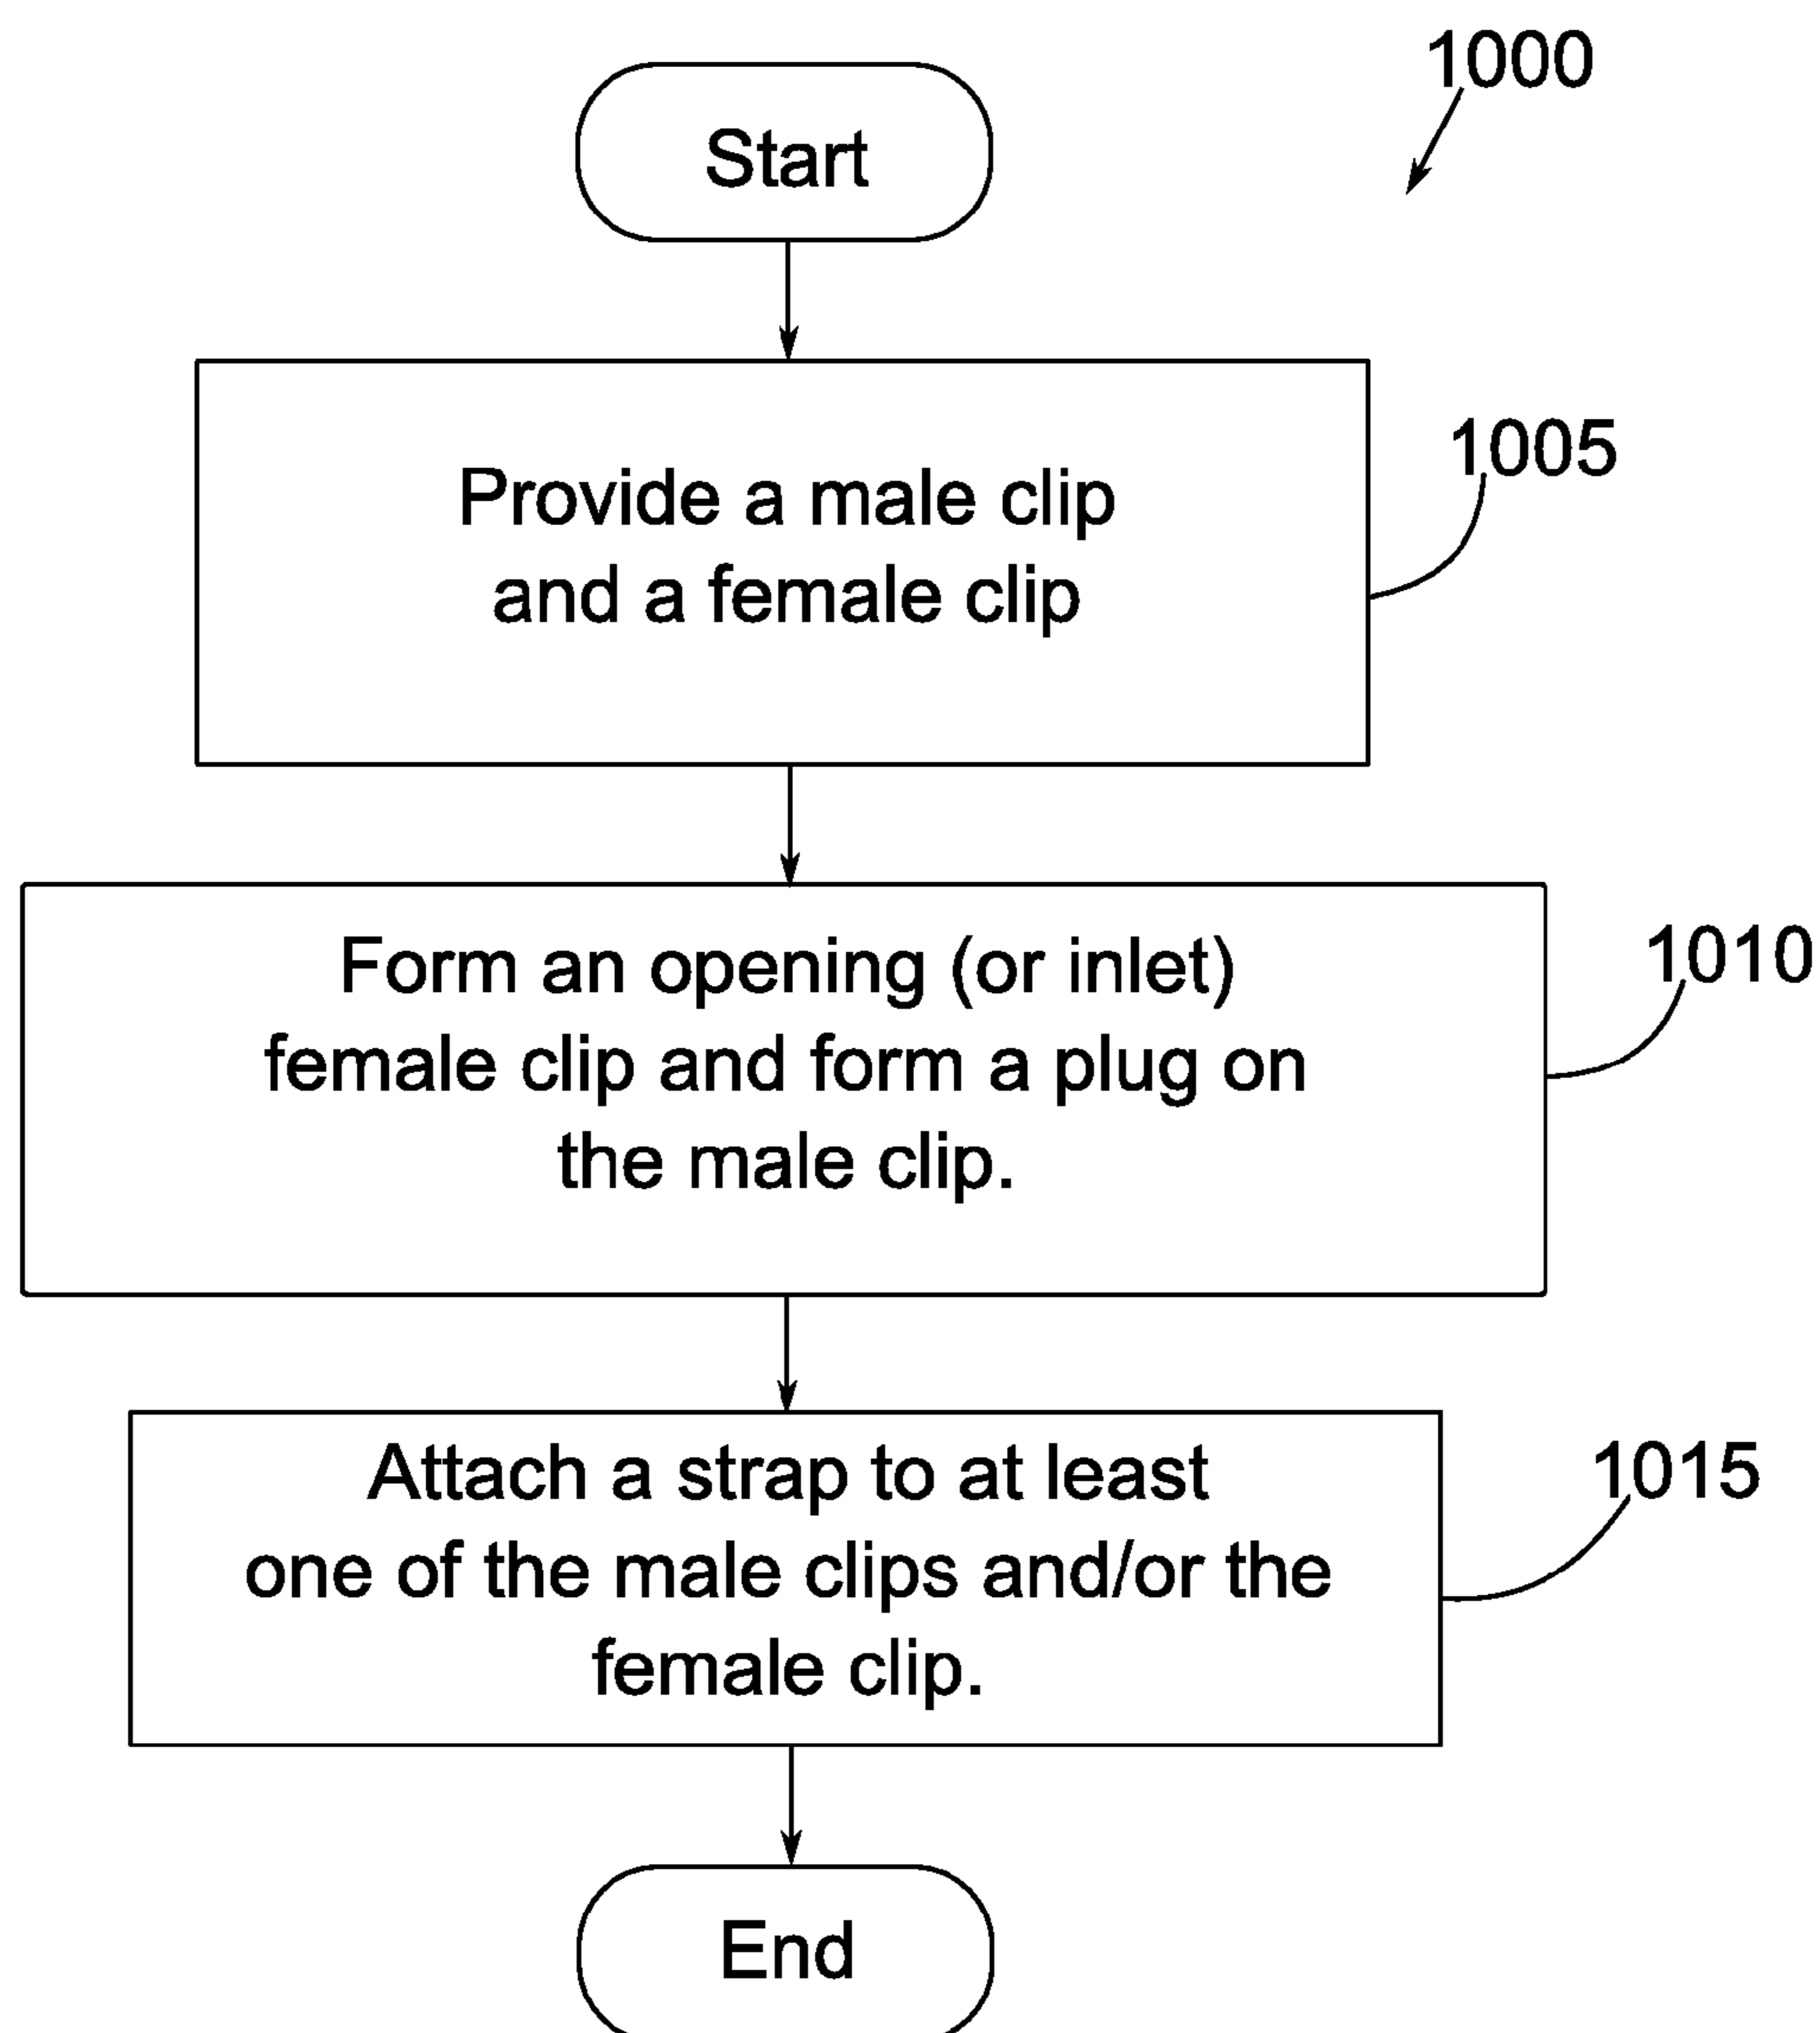 1000
Start
1005
Provide a male clip
and a female clip
1010
Form an opening (or inlet)
female clip and form a plug on
the male clip.
1015
Attach a strap to at least
one of the male clips and/or the
female clip.
End